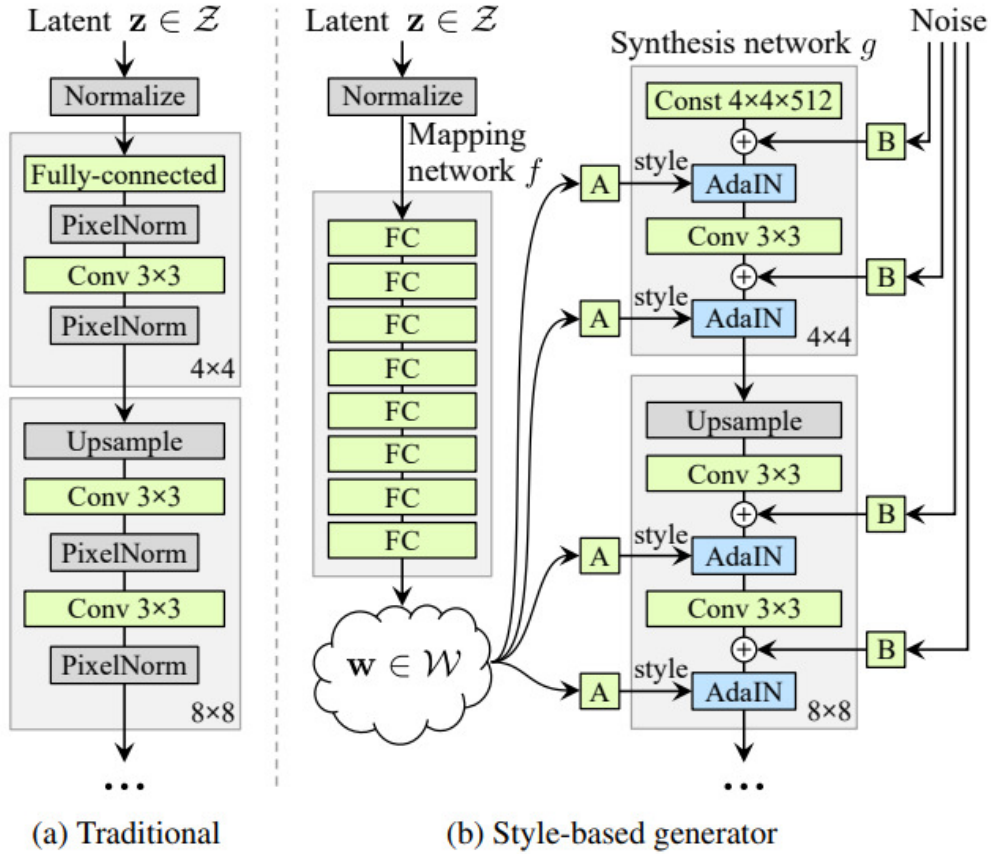 Latent z ∈ 𝒵
Normalize
Fully-connected
PixelNorm
Conv 3×3
PixelNorm
4×4
Upsample
Conv 3×3
PixelNorm
Conv 3×3
PixelNorm
8×8
...
(a) Traditional
Latent z ∈ 𝒵
Normalize
Mapping
network f
FC
FC
FC
FC
FC
FC
FC
FC
w ∈ 𝒲
A
style
A
style
A
style
A
style
Synthesis network g
Noise
Const 4×4×512
+
B
AdaIN
Conv 3×3
+
B
AdaIN
4×4
Upsample
Conv 3×3
+
B
AdaIN
Conv 3×3
+
B
AdaIN
8×8
...
(b) Style-based generator